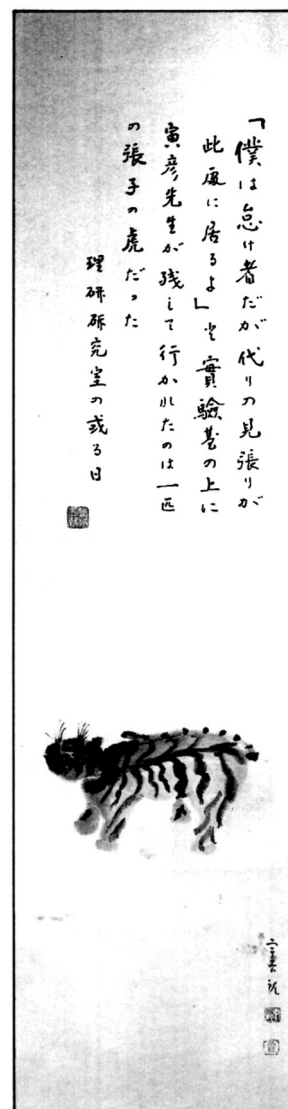 「僕は怠け者だが代りの見張りが
此処に居るよ」と實驗甚の上に
寅彦先生が残して行かれたのは一匹
の張子の虎だった
理研研究室の或る日